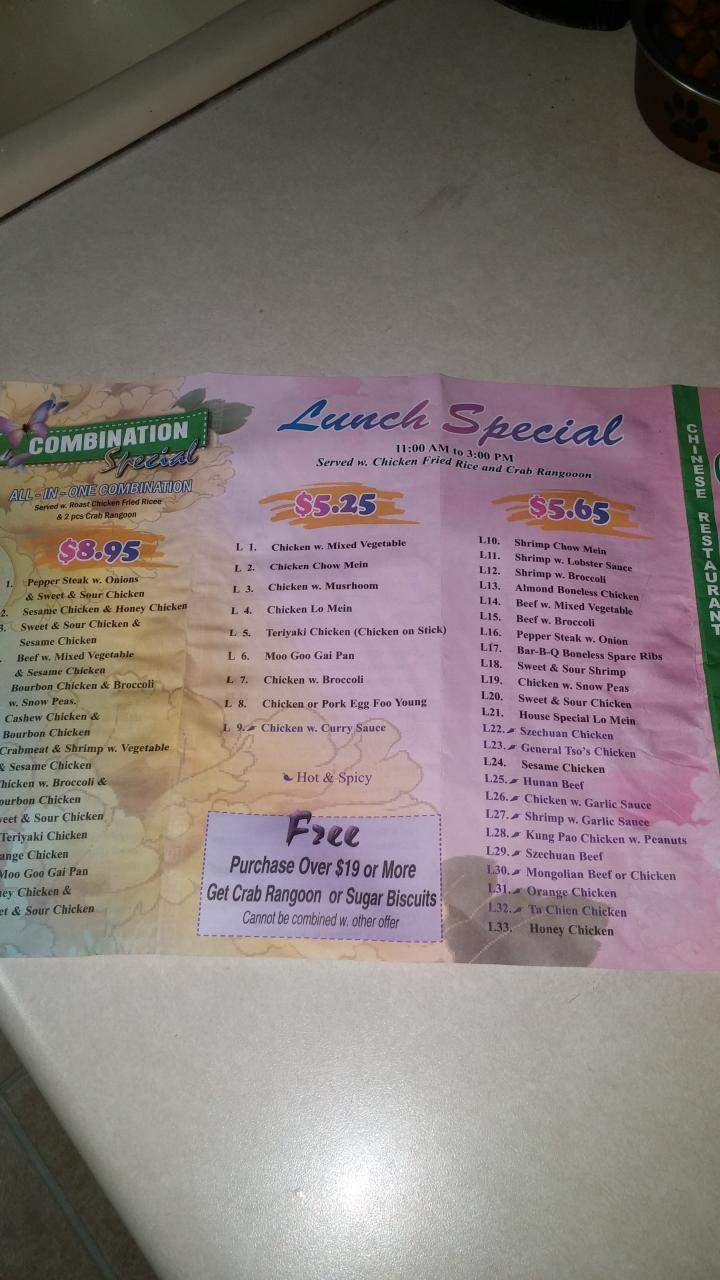 COMBINATION
Special
ALL - IN - ONE COMBINATION
Served w. Roast Chicken Fried Ricee
& 2 pcs Crab Rangoon
$8.95
1. Pepper Steak w. Onions
& Sweet & Sour Chicken
2. Sesame Chicken & Honey Chicken
3. Sweet & Sour Chicken &
Sesame Chicken
Beef w. Mixed Vegetable
& Sesame Chicken
Bourbon Chicken & Broccoli
w. Snow Peas.
Cashew Chicken &
Bourbon Chicken
Crabmeat & Shrimp w. Vegetable
& Sesame Chicken
Chicken w. Broccoli &
Bourbon Chicken
& Sour Chicken
Teriyaki Chicken
Chicken
Moo Goo Gai Pan
Chicken &
& Sour Chicken
Lunch Special
11:00 AM to 3:00 PM
Served w. Chicken Fried Rice and Crab Rangooon
$5.25
L 1. Chicken w. Mixed Vegetable
L 2. Chicken Chow Mein
L 3. Chicken w. Musrhoom
L 4. Chicken Lo Mein
L 5. Teriyaki Chicken (Chicken on Stick)
L 6. Moo Goo Gai Pan
L 7. Chicken w. Broccoli
L 8. Chicken or Pork Egg Foo Young
L 9. Chicken w. Curry Sauce
Hot & Spicy
Free
Purchase Over $19 or More
Get Crab Rangoon or Sugar Biscuits
Cannot be combined w. other offer
$5.65
L10. Shrimp Chow Mein
L11. Shrimp w. Lobster Sauce
L12. Shrimp w. Broccoli
L13. Almond Boneless Chicken
L14. Beef w. Mixed Vegetable
L15. Beef w. Broccoli
L16. Pepper Steak w. Onion
L17. Bar-B-Q Boneless Spare Ribs
L18. Sweet & Sour Shrimp
L19. Chicken w. Snow Peas
L20. Sweet & Sour Chicken
L21. House Special Lo Mein
L22. Szechuan Chicken
L23. General Tso's Chicken
L24. Sesame Chicken
L25. Hunan Beef
L26. Chicken w. Garlic Sauce
L27. Shrimp w. Garlic Sauce
L28. Kung Pao Chicken w. Peanuts
L29. Szechuan Beef
L30. Mongolian Beef or Chicken
L31. Orange Chicken
L32. Ta Chien Chicken
L33. Honey Chicken
CHINESE RESTAURANT